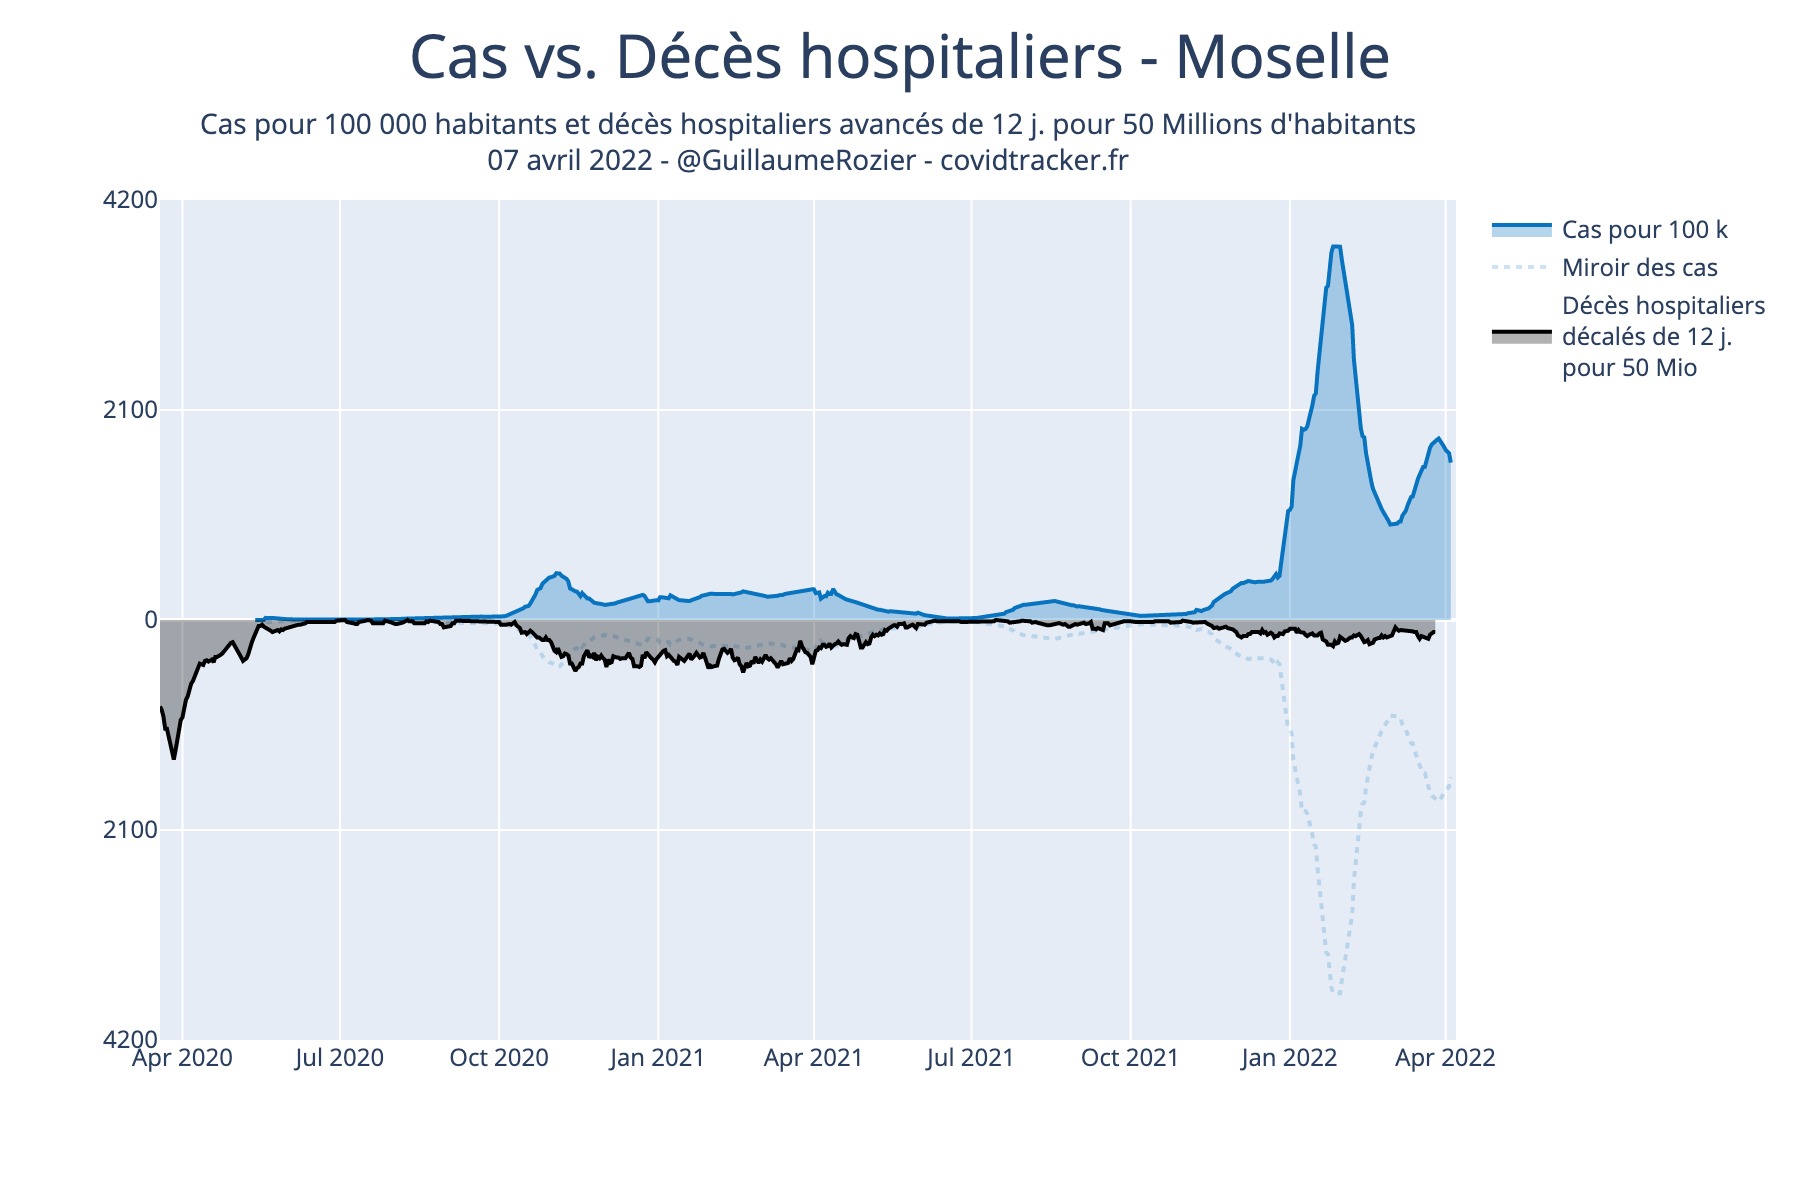 Cas vs. Décès hospitaliers - Moselle
Cas pour 100 000 habitants et décès hospitaliers avancés de 12 j. pour 50 Millions d'habitants
07 avril 2022 - @GuillaumeRozier - covidtracker.fr
4200
2100
0
2100
4200
Apr 2020
Jul 2020
Oct 2020
Jan 2021
Apr 2021
Jul 2021
Oct 2021
Jan 2022
Apr 2022
Cas pour 100 k
Miroir des cas
Décès hospitaliers
décalés de 12 j.
pour 50 Mio